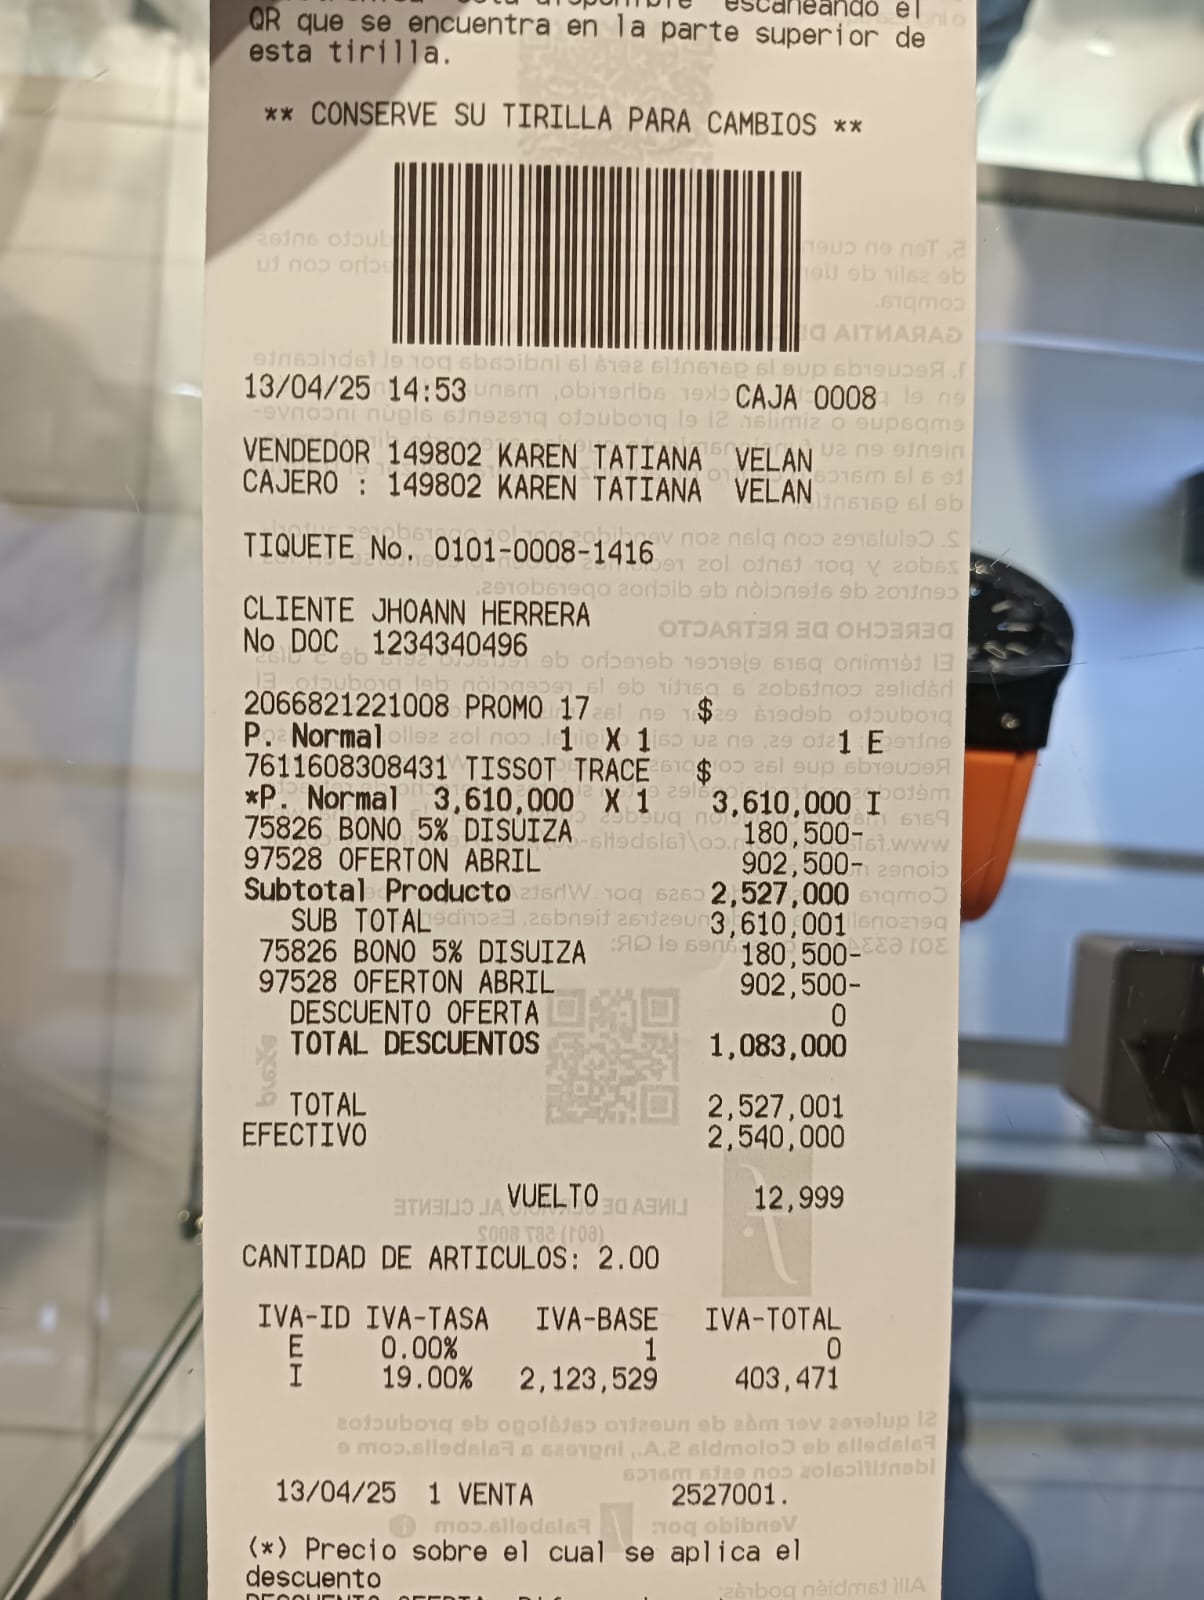 escaneando el
QR que se encuentra en la parte superior de
esta tirilla.
** CONSERVE SU TIRILLA PARA CAMBIOS **
13/04/25 14:53 CAJA 0008
VENDEDOR 149802 KAREN TATIANA VELAN
CAJERO : 149802 KAREN TATIANA VELAN
TIQUETE No. 0101-0008-1416
CLIENTE JHOANN HERRERA
No DOC 1234340496
2066821221008 PROMO 17 $
P. Normal 1 X 1 1 E
7611608308431 TISSOT TRACE $
*P. Normal 3,610,000 X 1 3,610,000 I
75826 BONO 5% DISUIZA 180,500-
97528 OFERTON ABRIL 902,500-
Subtotal Producto 2,527,000
SUB TOTAL 3,610,001
75826 BONO 5% DISUIZA 180,500-
97528 OFERTON ABRIL 902,500-
DESCUENTO OFERTA 0
TOTAL DESCUENTOS 1,083,000
TOTAL 2,527,001
EFECTIVO 2,540,000
VUELTO 12,999
CANTIDAD DE ARTICULOS: 2.00
IVA-ID IVA-TASA IVA-BASE IVA-TOTAL
E 0.00% 1 0
I 19.00% 2,123,529 403,471
13/04/25 1 VENTA 2527001.
(*) Precio sobre el cual se aplica el
descuento